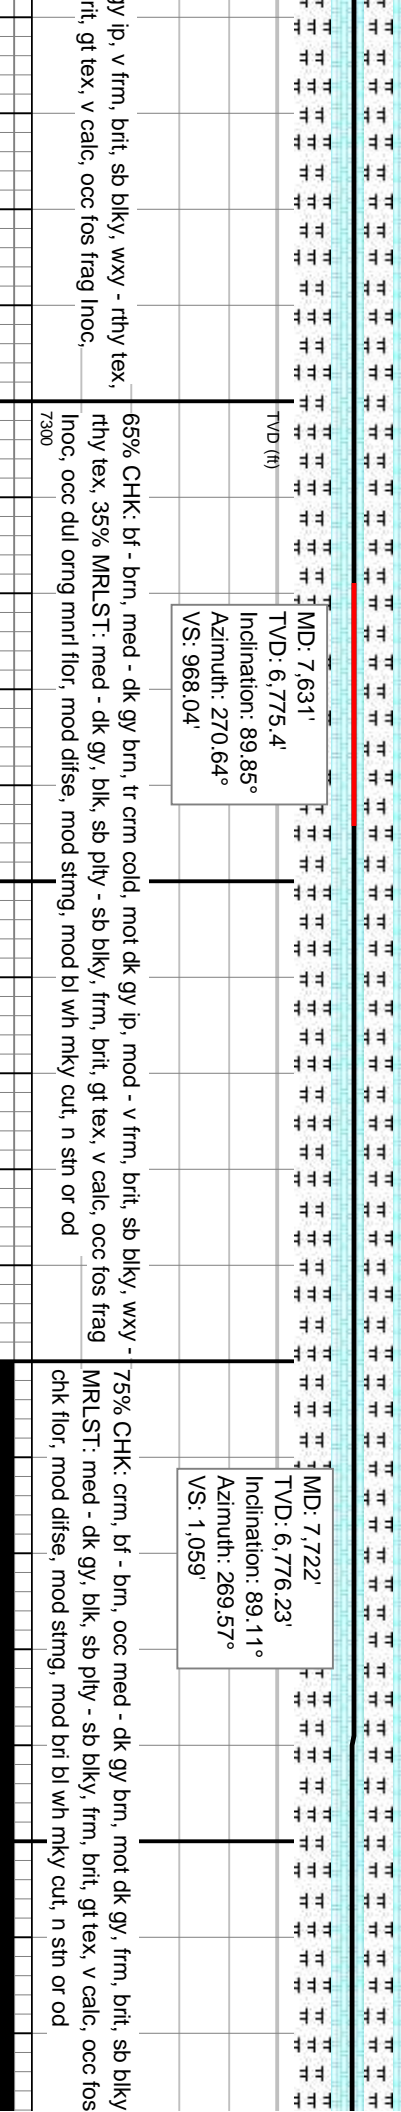 gy ip, v frm, brit, sb blky, wxy - rthy tex,
rit, gt tex, v calc, occ fos frag Inoc,
TVD (ft)
7300
MD: 7,631'
TVD: 6,775.4'
Inclination: 89.85°
Azimuth: 270.64°
VS: 968.04'
65% CHK: bf - brn, med - dk gy brn, tr crm cold, mot dk gy ip, mod - v frm, brit, sb blky, wxy -
rthy tex, 35% MRLST: med - dk gy, blk, sb plty - sb blky, frm, brit, gt tex, v calc, occ fos frag
Inoc, occ dul orng mnrl flor, mod difse, mod stmg, mod bl wh mky cut, n stn or od
MD: 7,722'
TVD: 6,776.23'
Inclination: 89.11°
Azimuth: 269.57°
VS: 1,059'
75% CHK: crm, bf - brn, occ med - dk gy brn, mot dk gy, frm, brit, sb blky
MRLST: med - dk gy, blk, sb plty - sb blky, frm, brit, gt tex, v calc, occ fos
chk flor, mod difse, mod stmg, mod bri bl wh mky cut, n stn or od